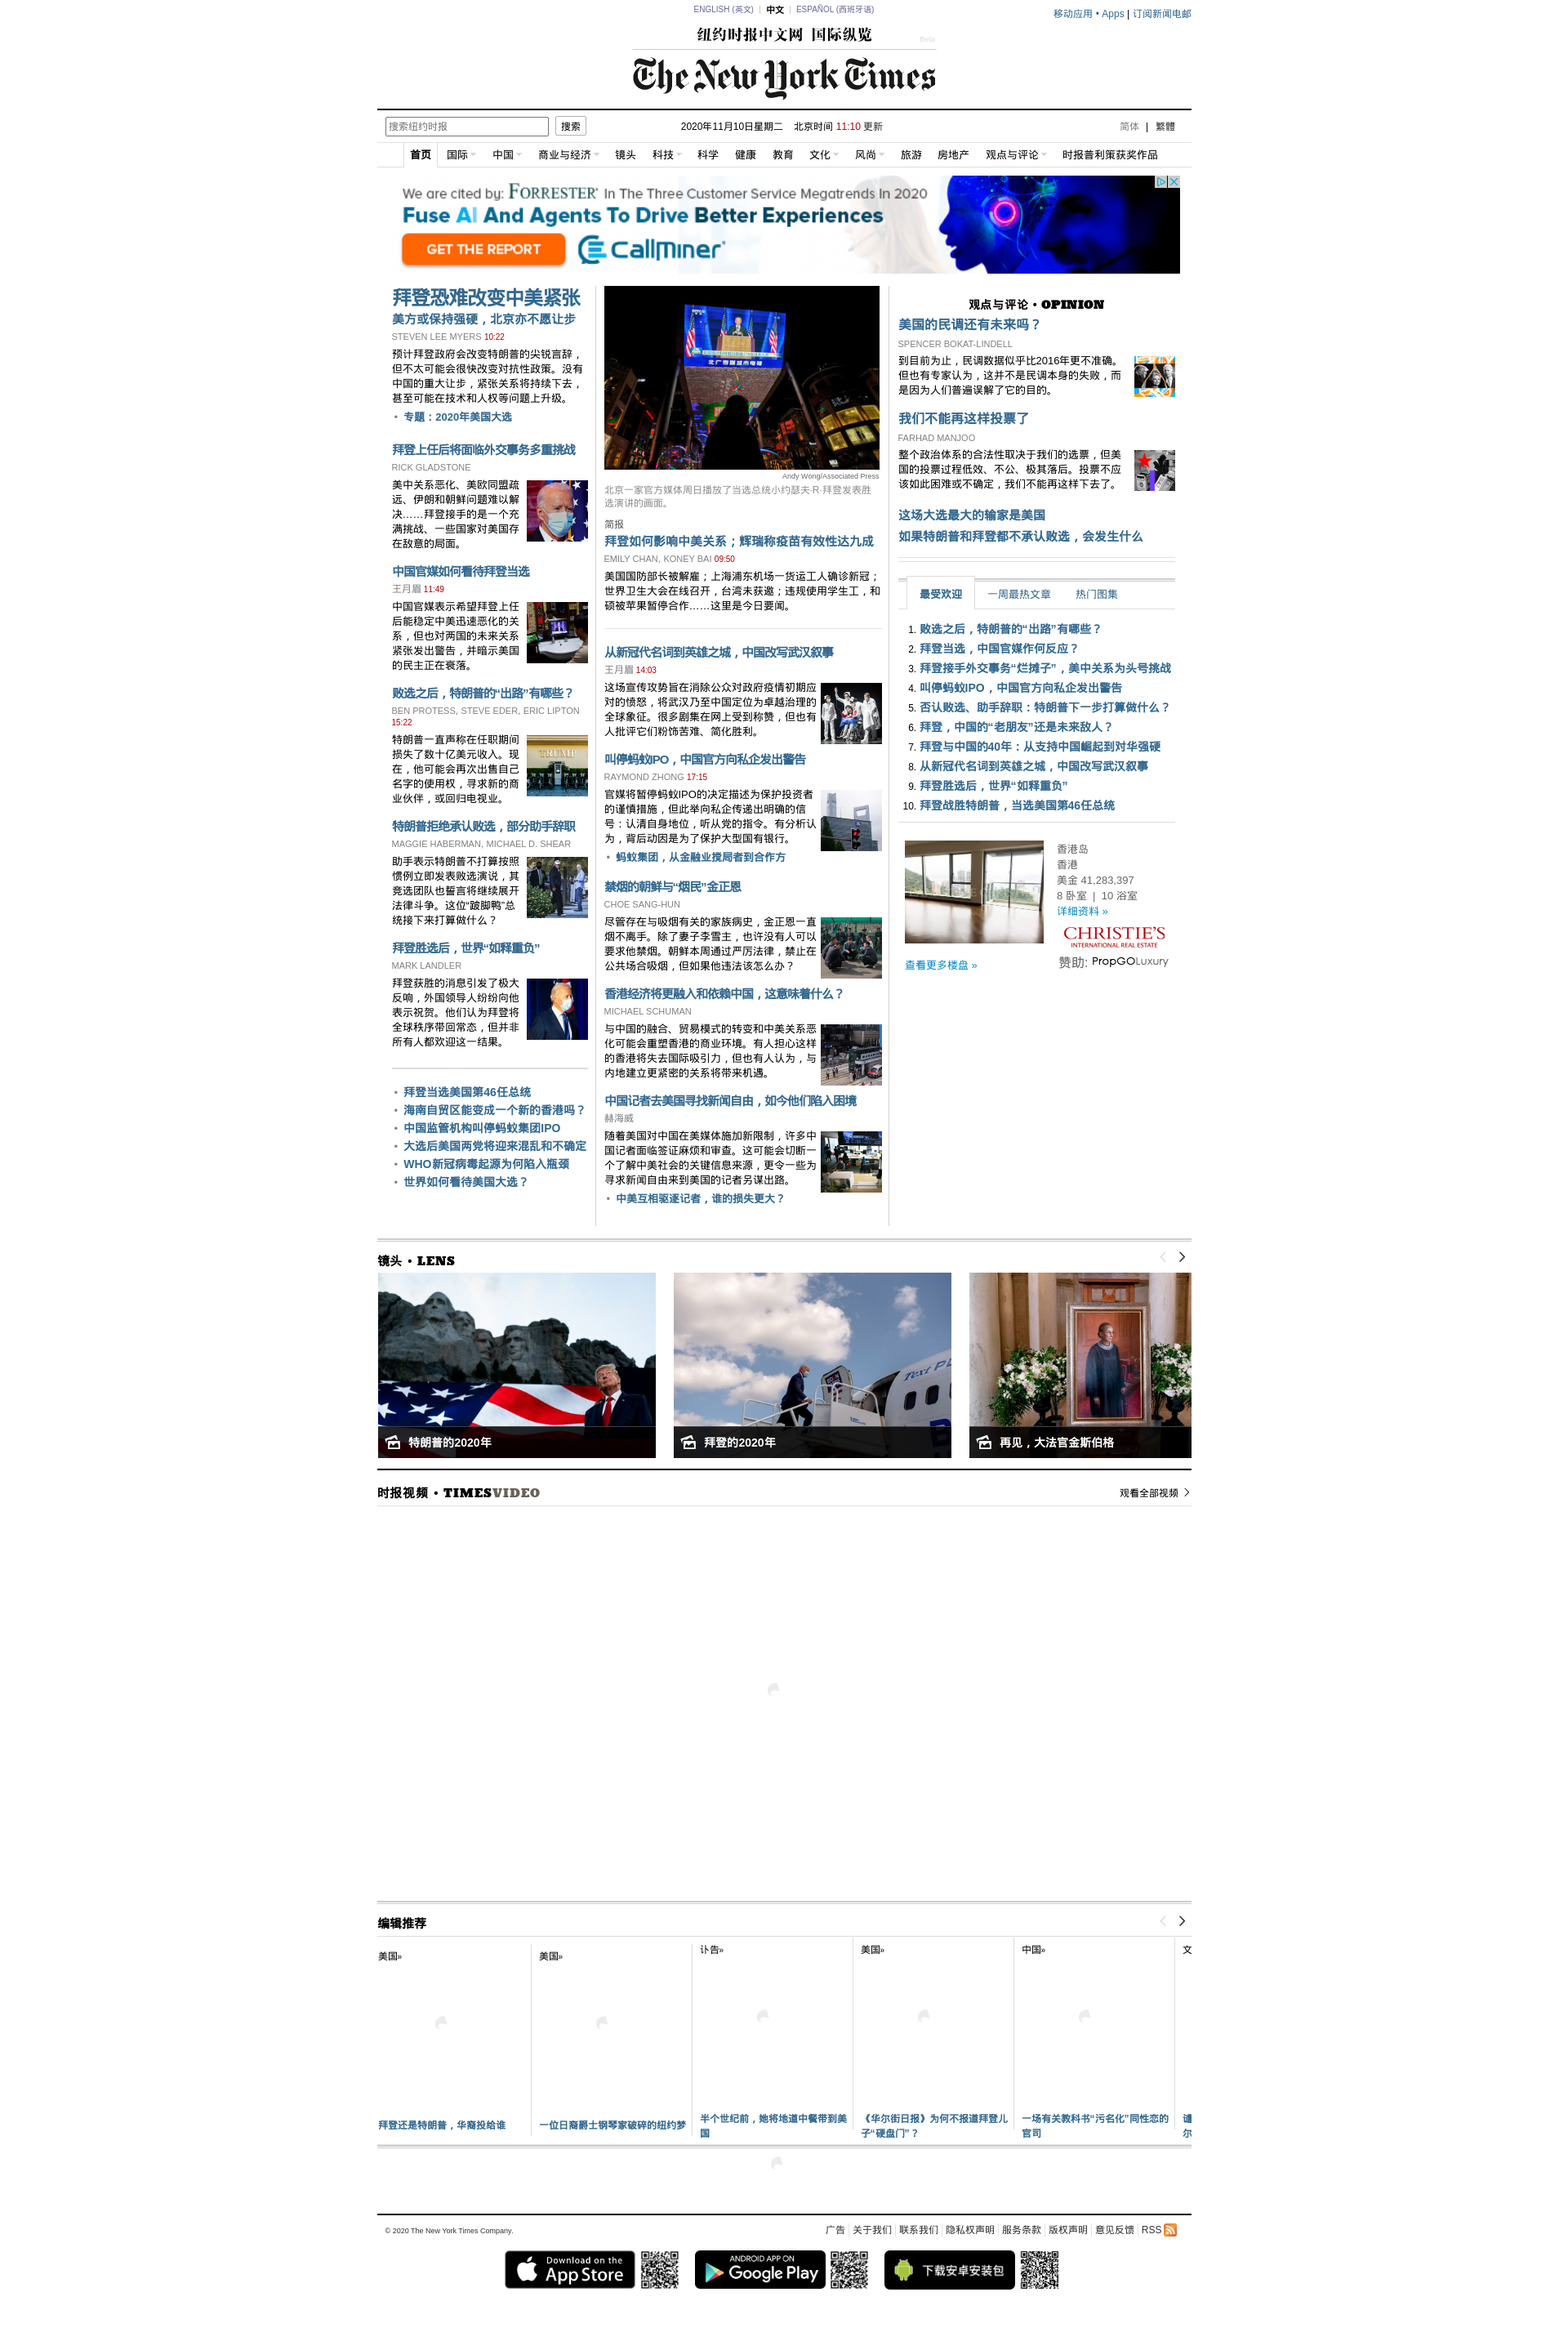 ENGLISH (英文) | 中文 | ESPAÑOL (西班牙语)
移动应用 • Apps | 订阅新闻电邮
纽约时报中文网 国际纵览
Beta
The New York Times
搜索纽约时报
搜索
2020年11月10日星期二 北京时间 11:10 更新
简体 | 繁體
首页 国际 中国 商业与经济 镜头 科技 科学 健康 教育 文化 风尚 旅游 房地产 观点与评论 时报普利策获奖作品
We are cited by: FORRESTER In The Three Customer Service Megatrends In 2020
Fuse AI And Agents To Drive Better Experiences
GET THE REPORT
CALLMINER
拜登恐难改变中美紧张
美方或保持强硬，北京亦不愿让步
STEVEN LEE MYERS 10:22
预计拜登政府会改变特朗普的尖锐言辞，
但不太可能会很快改变对抗性政策。没有
中国的重大让步，紧张关系将持续下去，
甚至可能在技术和人权等问题上升级。
专题：2020年美国大选
拜登上任后将面临外交事务多重挑战
RICK GLADSTONE
美中关系恶化、美欧同盟疏
远、伊朗和朝鲜问题难以解
决……拜登接手的是一个充
满挑战、一些国家对美国存
在敌意的局面。
中国官媒如何看待拜登当选
王月眉 11:49
中国官媒表示希望拜登上任
后能稳定中美迅速恶化的关
系，但也对两国的未来关系
紧张发出警告，并暗示美国
的民主正在衰落。
败选之后，特朗普的“出路”有哪些？
BEN PROTESS, STEVE EDER, ERIC LIPTON
15:22
特朗普一直声称在任职期间
损失了数十亿美元收入。现
在，他可能会再次出售自己
名字的使用权，寻求新的商
业伙伴，或回归电视业。
TRUMP
特朗普拒绝承认败选，部分助手辞职
MAGGIE HABERMAN, MICHAEL D. SHEAR
助手表示特朗普不打算按照
惯例立即发表败选演说，其
竞选团队也誓言将继续展开
法律斗争。这位“跛脚鸭”总
统接下来打算做什么？
拜登胜选后，世界“如释重负”
MARK LANDLER
拜登获胜的消息引发了极大
反响，外国领导人纷纷向他
表示祝贺。他们认为拜登将
全球秩序带回常态，但并非
所有人都欢迎这一结果。
拜登当选美国第46任总统
海南自贸区能变成一个新的香港吗？
中国监管机构叫停蚂蚁集团IPO
大选后美国两党将迎来混乱和不确定
WHO新冠病毒起源为何陷入瓶颈
世界如何看待美国大选？
Andy Wong/Associated Press
北京一家官方媒体周日播放了当选总统小约瑟夫·R·拜登发表胜
选演讲的画面。
简报
拜登如何影响中美关系；辉瑞称疫苗有效性达九成
EMILY CHAN, KONEY BAI 09:50
美国国防部长被解雇；上海浦东机场一货运工人确诊新冠；
世界卫生大会在线召开，台湾未获邀；违规使用学生工，和
硕被苹果暂停合作……这里是今日要闻。
从新冠代名词到英雄之城，中国改写武汉叙事
王月眉 14:03
这场宣传攻势旨在消除公众对政府疫情初期应
对的愤怒，将武汉乃至中国定位为卓越治理的
全球象征。很多剧集在网上受到称赞，但也有
人批评它们粉饰苦难、简化胜利。
叫停蚂蚁IPO，中国官方向私企发出警告
RAYMOND ZHONG 17:15
官媒将暂停蚂蚁IPO的决定描述为保护投资者
的谨慎措施，但此举向私企传递出明确的信
号：认清自身地位，听从党的指令。有分析认
为，背后动因是为了保护大型国有银行。
蚂蚁集团，从金融业搅局者到合作方
禁烟的朝鲜与“烟民”金正恩
CHOE SANG-HUN
尽管存在与吸烟有关的家族病史，金正恩一直
烟不离手。除了妻子李雪主，也许没有人可以
要求他禁烟。朝鲜本周通过严厉法律，禁止在
公共场合吸烟，但如果他违法该怎么办？
香港经济将更融入和依赖中国，这意味着什么？
MICHAEL SCHUMAN
与中国的融合、贸易模式的转变和中美关系恶
化可能会重塑香港的商业环境。有人担心这样
的香港将失去国际吸引力，但也有人认为，与
内地建立更紧密的关系将带来机遇。
中国记者去美国寻找新闻自由，如今他们陷入困境
赫海威
随着美国对中国在美媒体施加新限制，许多中
国记者面临签证麻烦和审查。这可能会切断一
个了解中美社会的关键信息来源，更令一些为
寻求新闻自由来到美国的记者另谋出路。
中美互相驱逐记者，谁的损失更大？
观点与评论 • OPINION
美国的民调还有未来吗？
SPENCER BOKAT-LINDELL
到目前为止，民调数据似乎比2016年更不准确。
但也有专家认为，这并不是民调本身的失败，而
是因为人们普遍误解了它的目的。
我们不能再这样投票了
FARHAD MANJOO
整个政治体系的合法性取决于我们的选票，但美
国的投票过程低效、不公、极其落后。投票不应
该如此困难或不确定，我们不能再这样下去了。
这场大选最大的输家是美国
如果特朗普和拜登都不承认败选，会发生什么
最受欢迎 一周最热文章 热门图集
1. 败选之后，特朗普的“出路”有哪些？
2. 拜登当选，中国官媒作何反应？
3. 拜登接手外交事务“烂摊子”，美中关系为头号挑战
4. 叫停蚂蚁IPO，中国官方向私企发出警告
5. 否认败选、助手辞职：特朗普下一步打算做什么？
6. 拜登，中国的“老朋友”还是未来敌人？
7. 拜登与中国的40年：从支持中国崛起到对华强硬
8. 从新冠代名词到英雄之城，中国改写武汉叙事
9. 拜登胜选后，世界“如释重负”
10. 拜登战胜特朗普，当选美国第46任总统
香港岛
香港
美金 41,283,397
8 卧室 | 10 浴室
详细资料 »
CHRISTIE'S
INTERNATIONAL REAL ESTATE
查看更多楼盘 »
赞助: PropGOLuxury
镜头 • LENS
特朗普的2020年
Text
拜登的2020年
再见，大法官金斯伯格
时报视频 • TIMESVIDEO
观看全部视频
编辑推荐
美国»
拜登还是特朗普，华裔投给谁
美国»
一位日裔爵士钢琴家破碎的纽约梦
讣告»
半个世纪前，她将地道中餐带到美
国
美国»
《华尔街日报》为何不报道拜登儿
子“硬盘门”？
中国»
一场有关教科书“污名化”同性恋的
官司
文
尔
© 2020 The New York Times Company.
广告 关于我们 联系我们 隐私权声明 服务条款 版权声明 意见反馈 RSS
Download on the
App Store
ANDROID APP ON
Google Play
下载安卓安装包